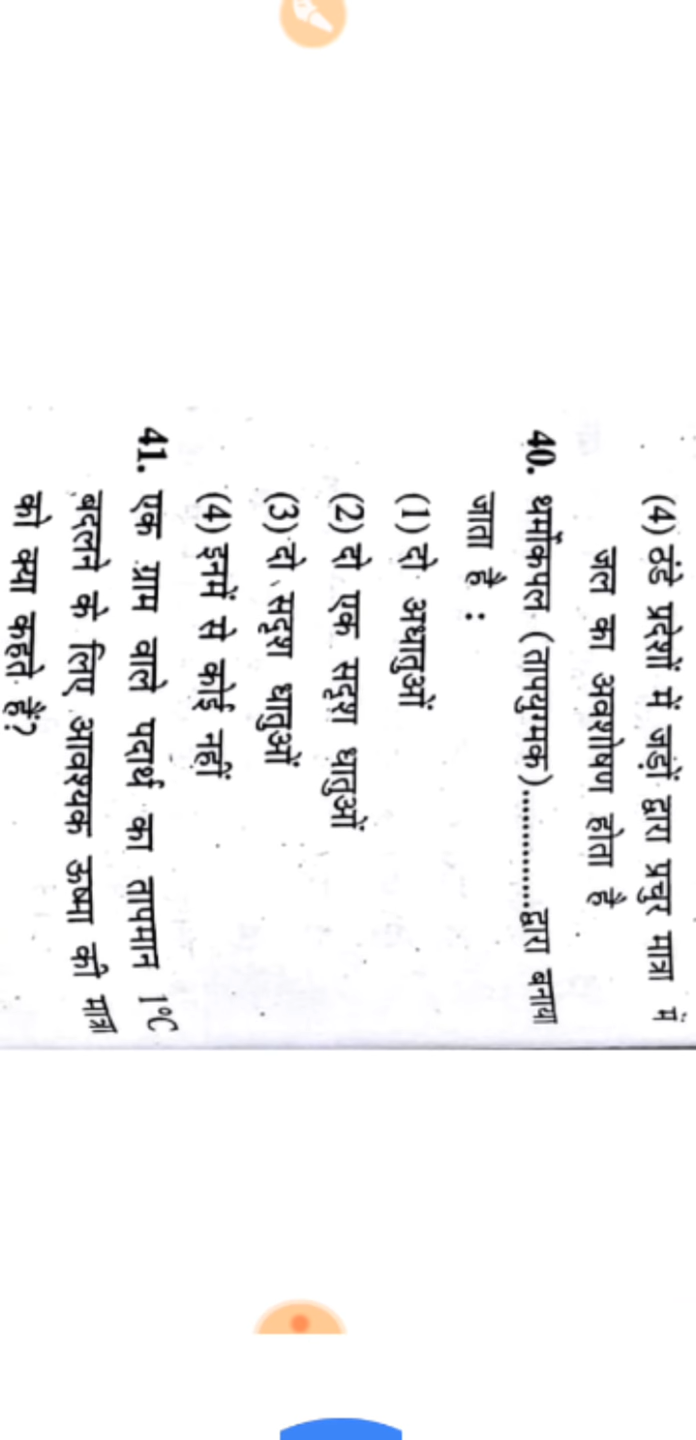 (4) ठंडे प्रदेशों में जड़ों द्वारा प्रचुर मात्रा में
जल का अवशोषण होता है
40. थर्मोकपल (तापयुग्मक)............द्वारा बनाया
जाता है :
(1) दो अधातुओं
(2) दो एक सदृश धातुओं
(3) दो सदृश धातुओं
(4) इनमें से कोई नहीं
41. एक ग्राम वाले पदार्थ का तापमान 1°C
बदलने के लिए आवश्यक ऊष्मा की मात्रा
को क्या कहते हैं?